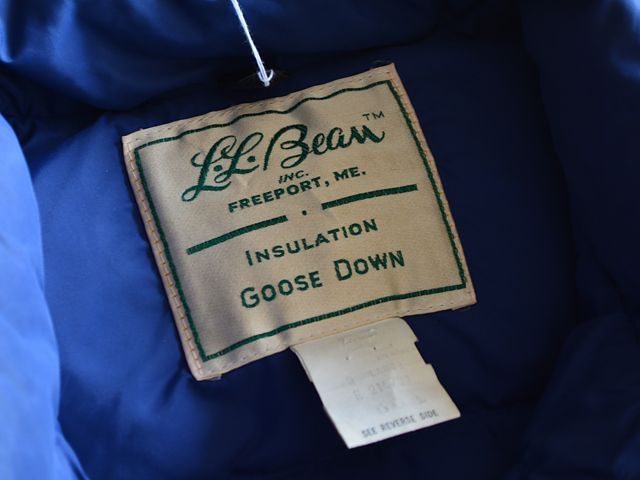 L.L.Bean™
INC.
FREEPORT, ME.
INSULATION
GOOSE DOWN
SEE REVERSE SIDE